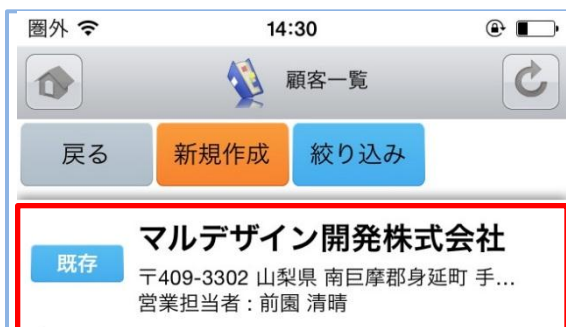 圏外 14:30
顧客一覧
戻る 新規作成 絞り込み
既存 マルデザイン開発株式会社
〒409-3302 山梨県 南巨摩郡身延町 手…
営業担当者 : 前園 清晴